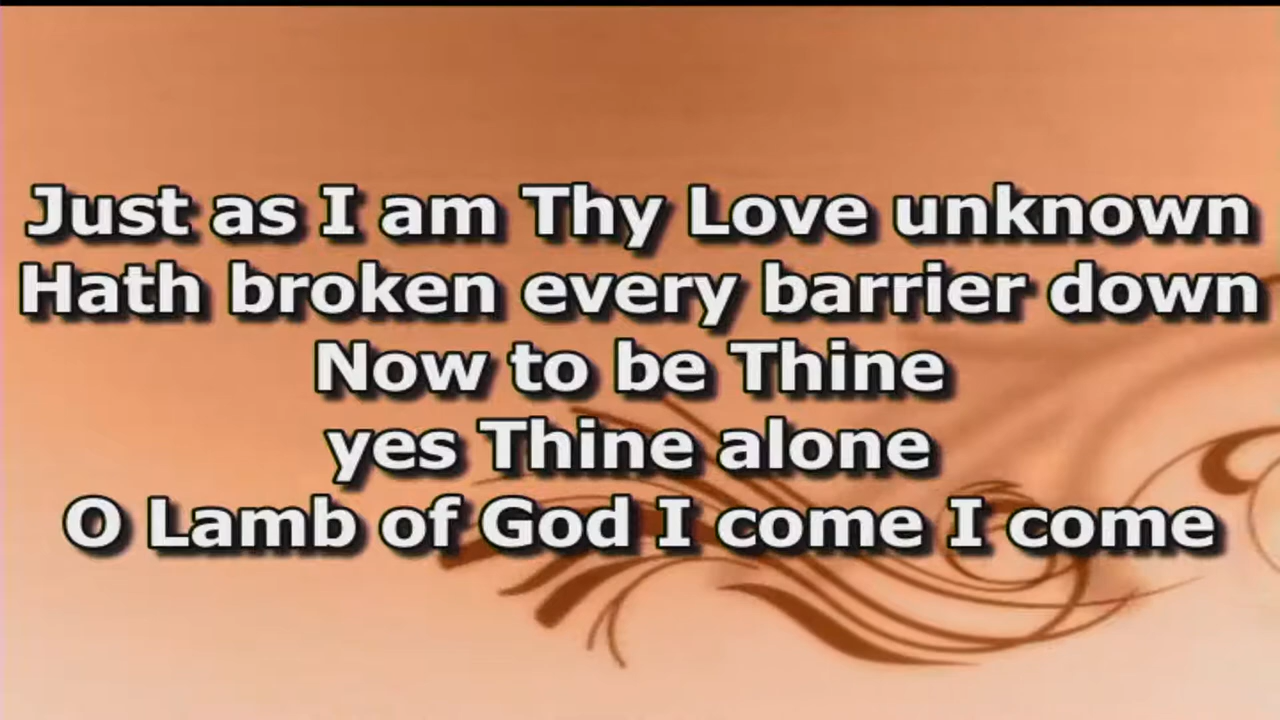 Just as I am Thy Love unknown
Hath broken every barrier down
Now to be Thine
yes Thine alone
O Lamb of God I come I come